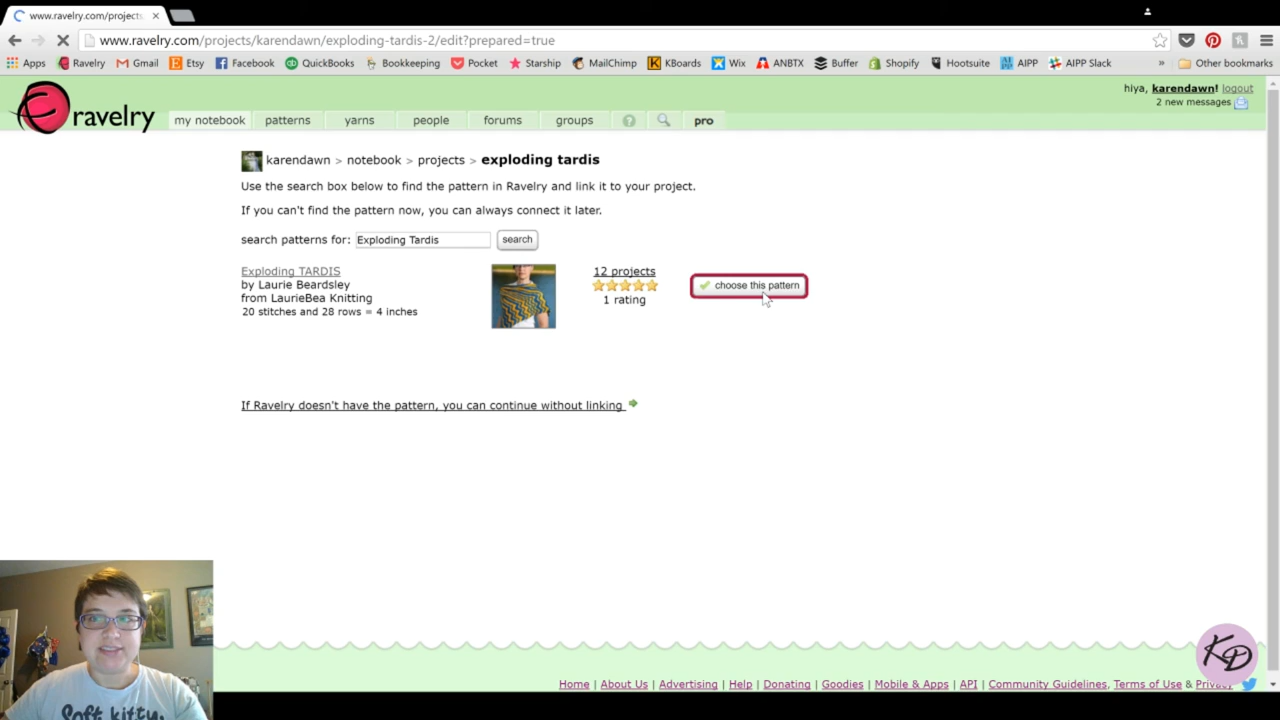 www.ravelry.com/projects
www.ravelry.com/projects/karendawn/exploding-tardis-2/edit?prepared=true
Apps Ravelry Gmail Etsy Facebook QuickBooks Bookkeeping Pocket Starship MailChimp KBoards Wix ANBTX Buffer Shopify Hootsuite AIPP AIPP Slack » Other bookmarks
hiya, karendawn! logout
2 new messages
ravelry
my notebook patterns yarns people forums groups ? pro
karendawn > notebook > projects > exploding tardis
Use the search box below to find the pattern in Ravelry and link it to your project.
If you can't find the pattern now, you can always connect it later.
search patterns for: Exploding Tardis search
Exploding TARDIS
by Laurie Beardsley
from LaurieBea Knitting
20 stitches and 28 rows = 4 inches
12 projects
1 rating
choose this pattern
If Ravelry doesn't have the pattern, you can continue without linking
Soft kitty,
KD
Home | About Us | Advertising | Help | Donating | Goodies | Mobile & Apps | API | Community Guidelines, Terms of Use &